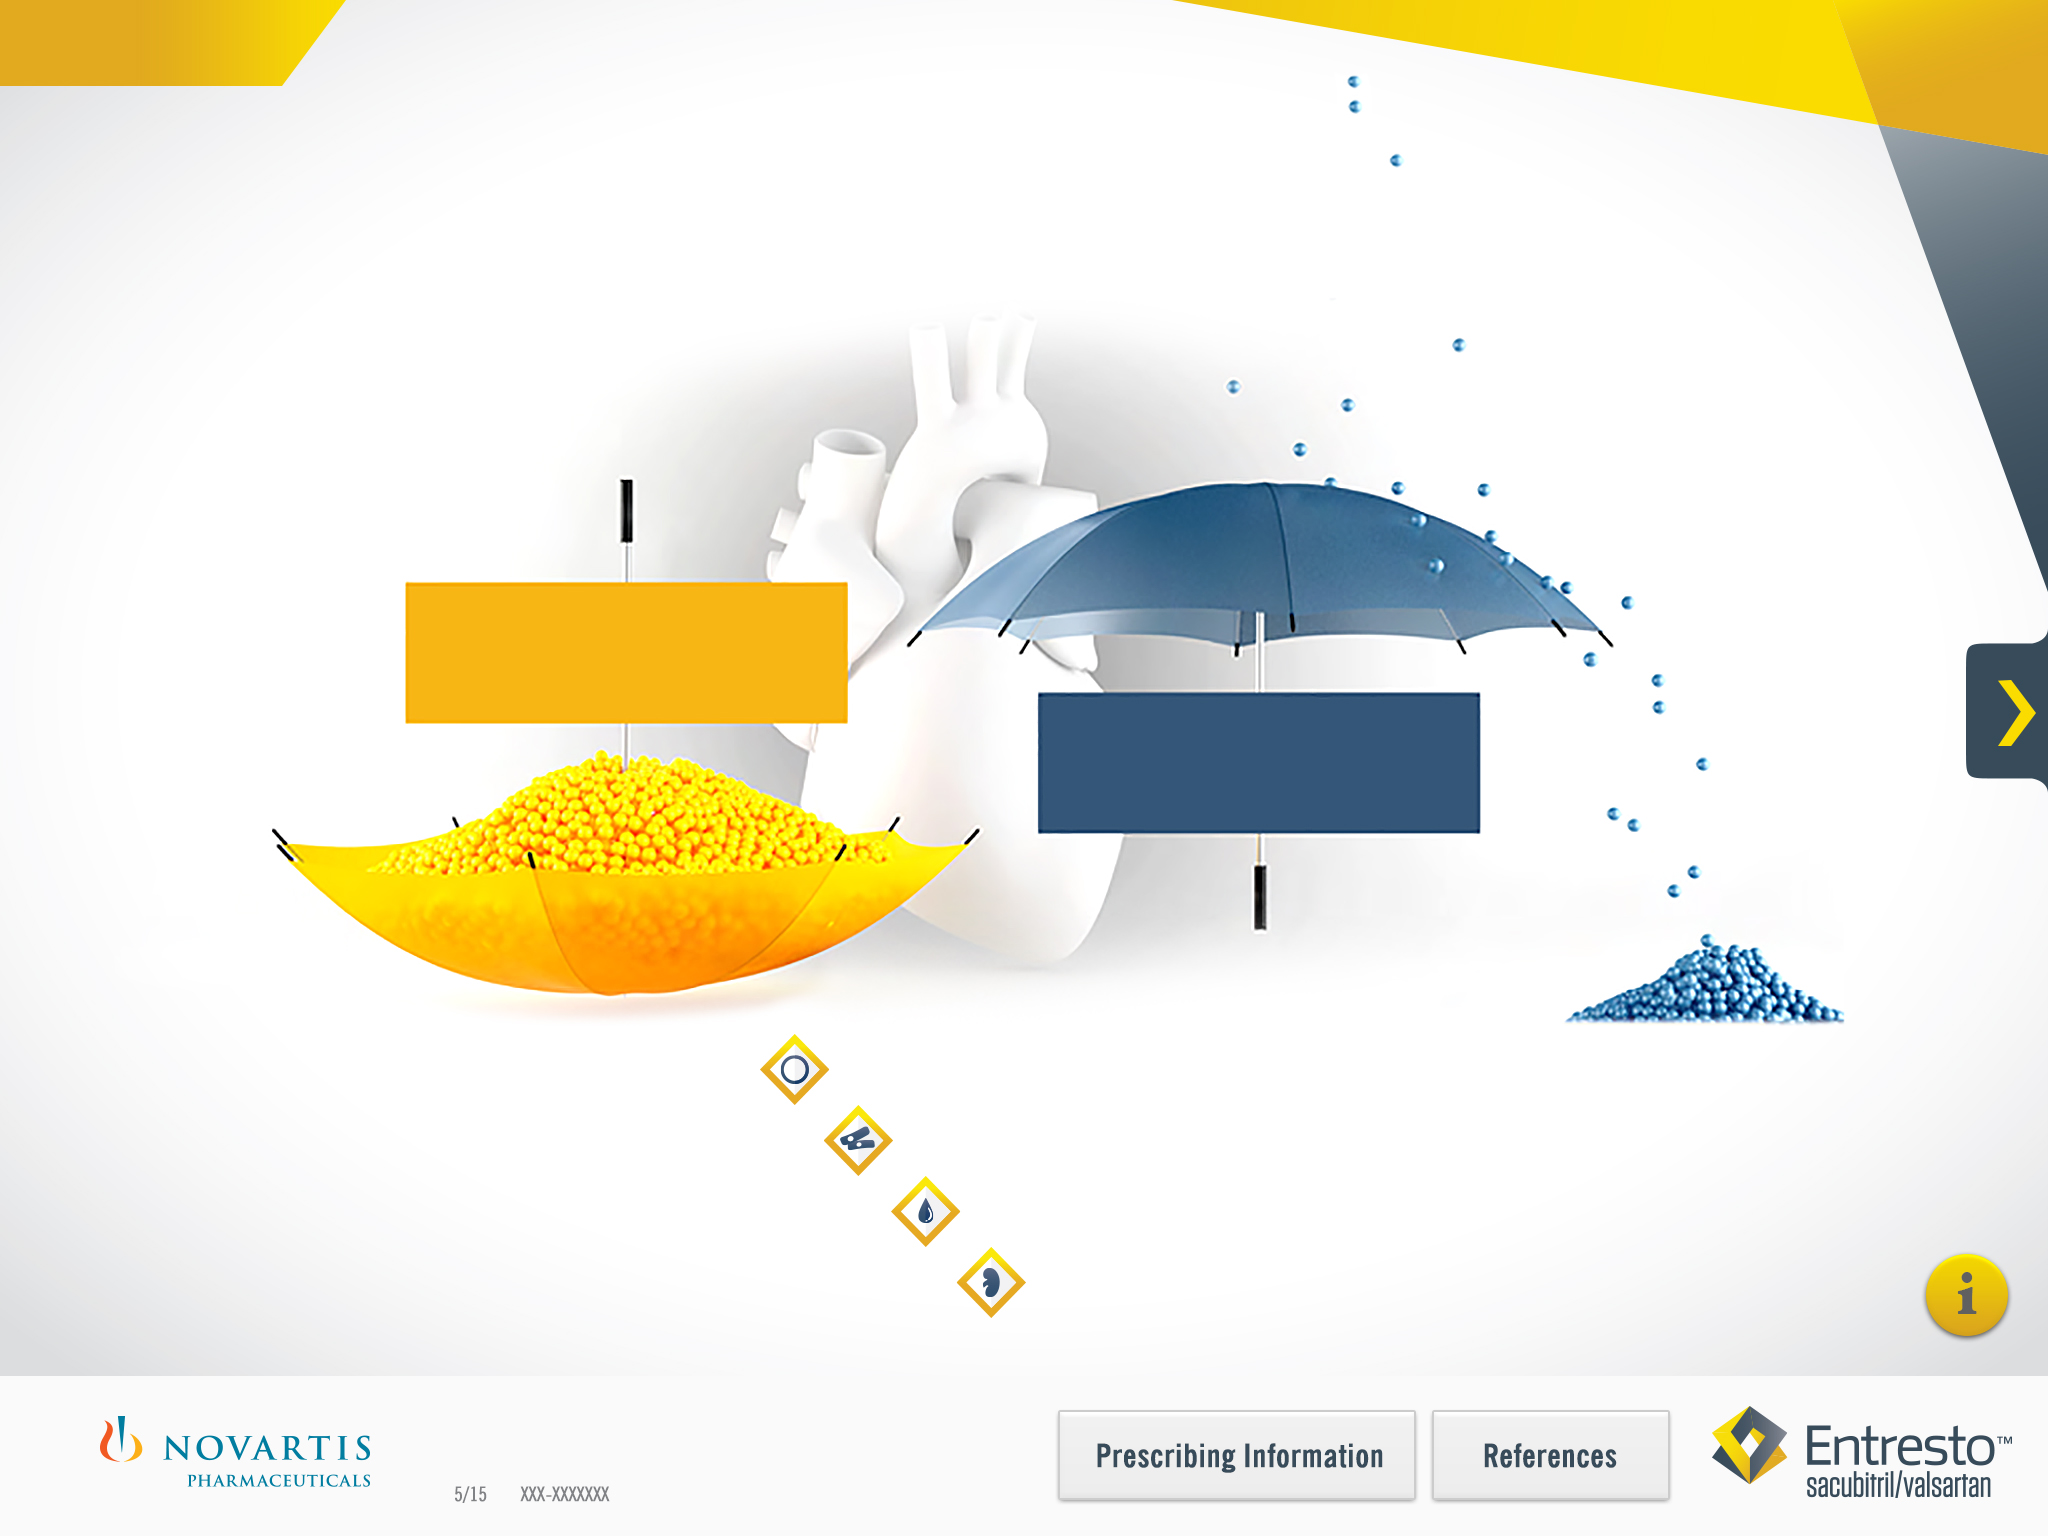 i
NOVARTIS
PHARMACEUTICALS
5/15 XXX-XXXXXXX
Prescribing Information
References
Entresto™
sacubitril/valsartan